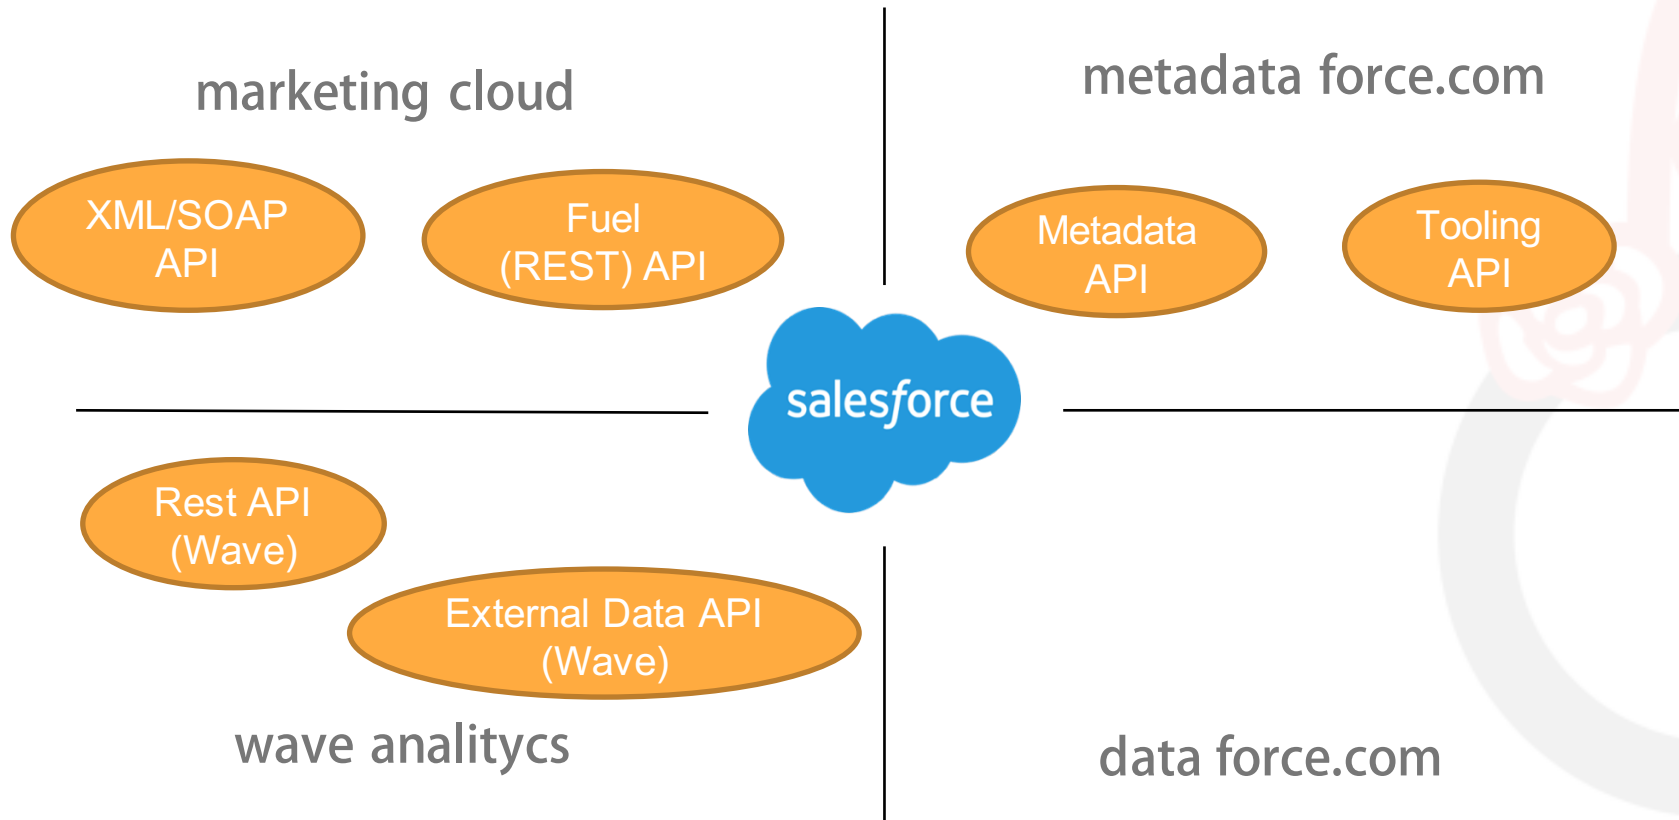 marketing cloud
metadata force.com
XML/SOAP
API
Fuel
(REST) API
Metadata
API
Tooling
API
salesforce
Rest API
(Wave)
External Data API
(Wave)
wave analitycs
data force.com